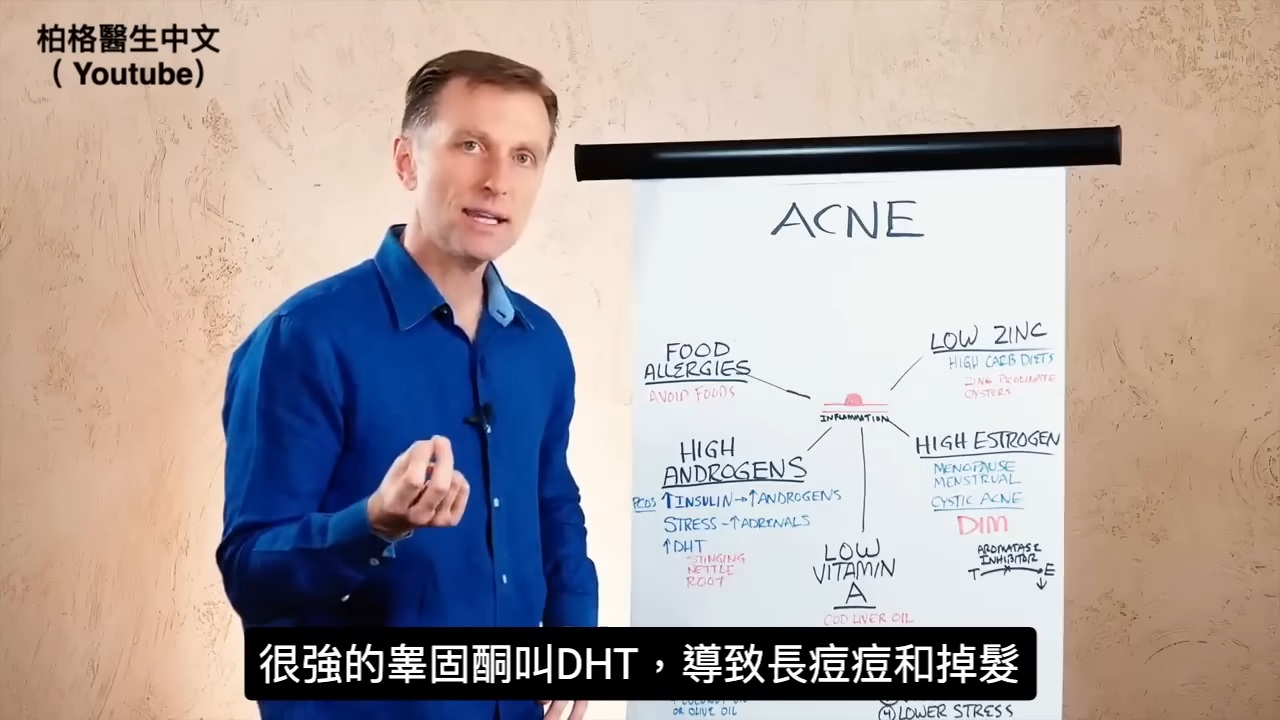 柏格醫生中文
( Youtube)
ACNE
FOOD
ALLERGIES
AVOID FOODS
LOW ZINC
HIGH CARB DIETS
ZINC PICOLINATE
OYSTERS
INFLAMMATION
HIGH
ANDROGENS
PCOS ↑INSULIN→↑ANDROGENS
STRESS-↑ADRENALS
↑DHT
STINGING
NETTLE
ROOT
HIGH ESTROGEN
MENOPAUSE
MENSTRUAL
CYSTIC ACNE
DIM
AROMATASE
INHIBITOR
T → E
↓
LOW
VITAMIN
A
COD LIVER OIL
很強的睾固酮叫DHT，導致長痘痘和掉髮
OR OLIVE OIL
④LOWER STRESS